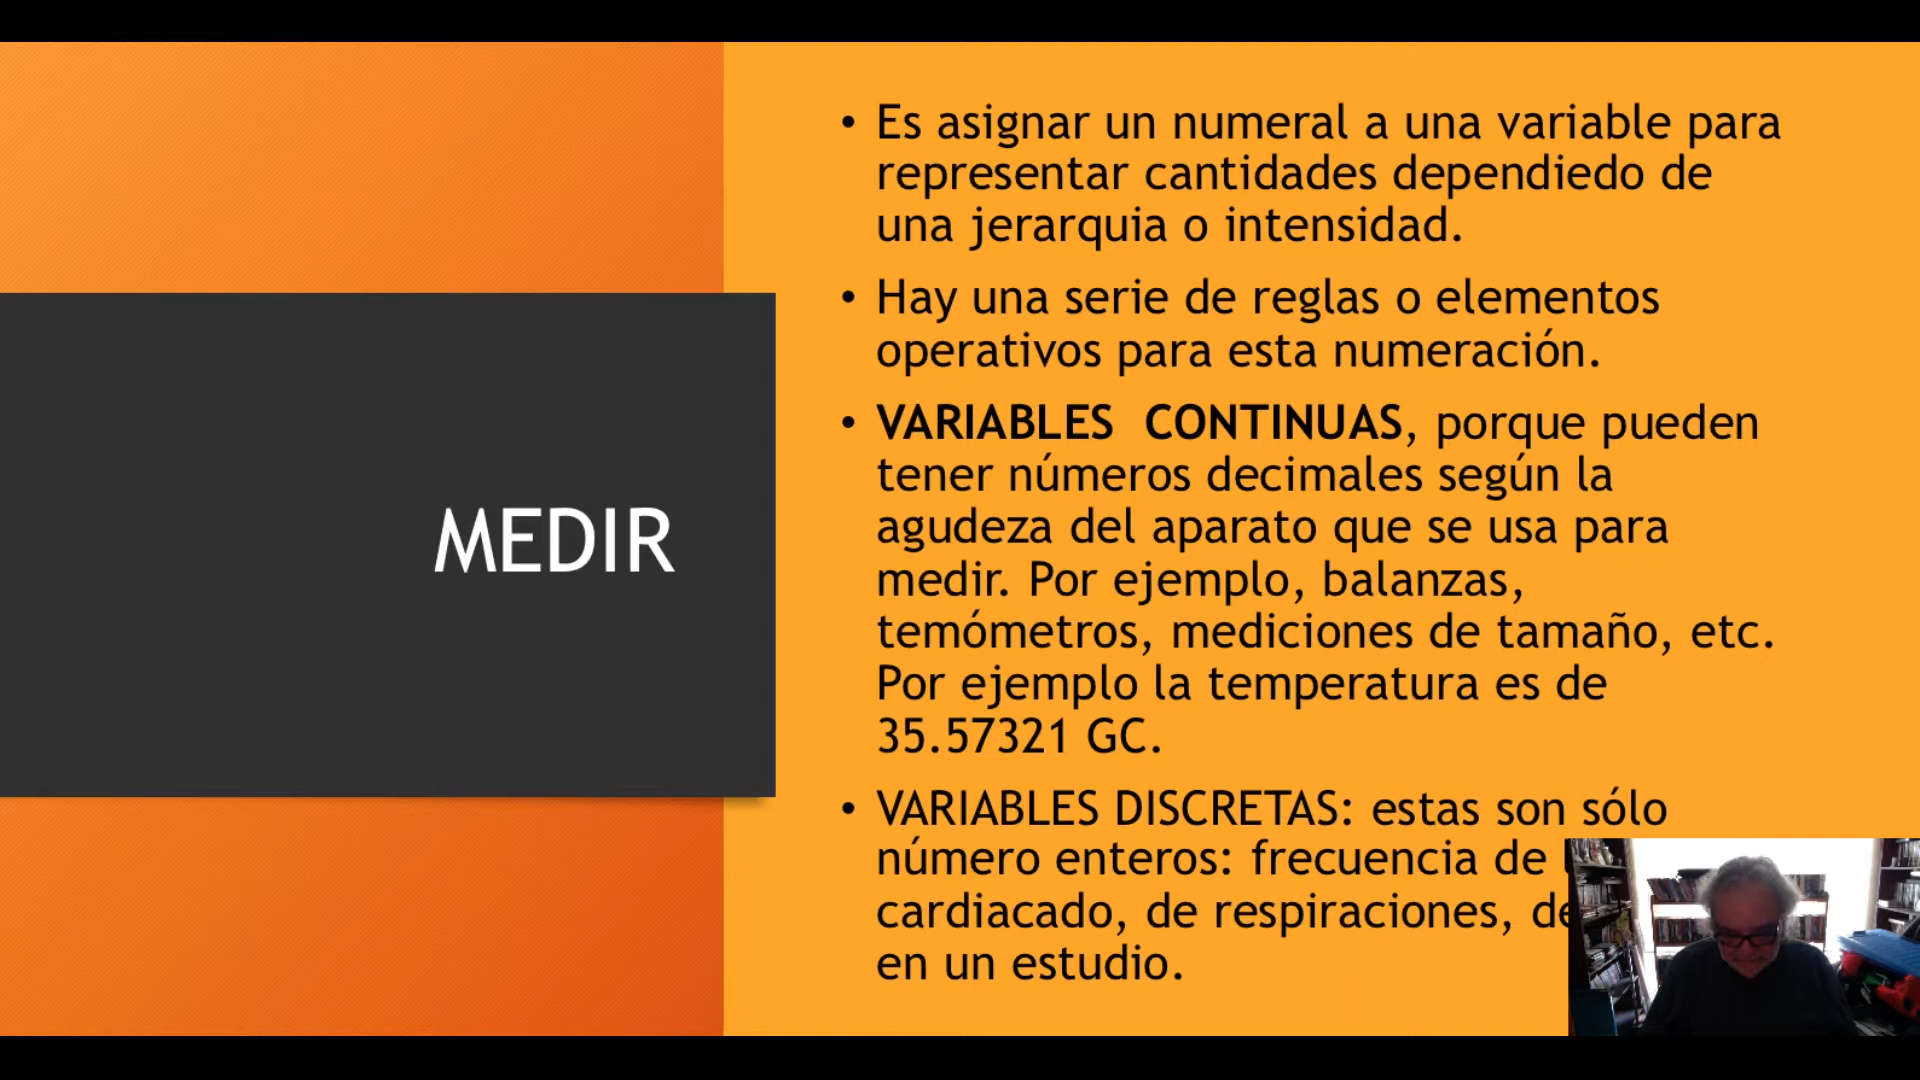 MEDIR
• Es asignar un numeral a una variable para
representar cantidades dependiedo de
una jerarquia o intensidad.
• Hay una serie de reglas o elementos
operativos para esta numeración.
• VARIABLES CONTINUAS, porque pueden
tener números decimales según la
agudeza del aparato que se usa para
medir. Por ejemplo, balanzas,
temómetros, mediciones de tamaño, etc.
Por ejemplo la temperatura es de
35.57321 GC.
• VARIABLES DISCRETAS: estas son sólo
número enteros: frecuencia de
cardiacado, de respiraciones,
en un estudio.